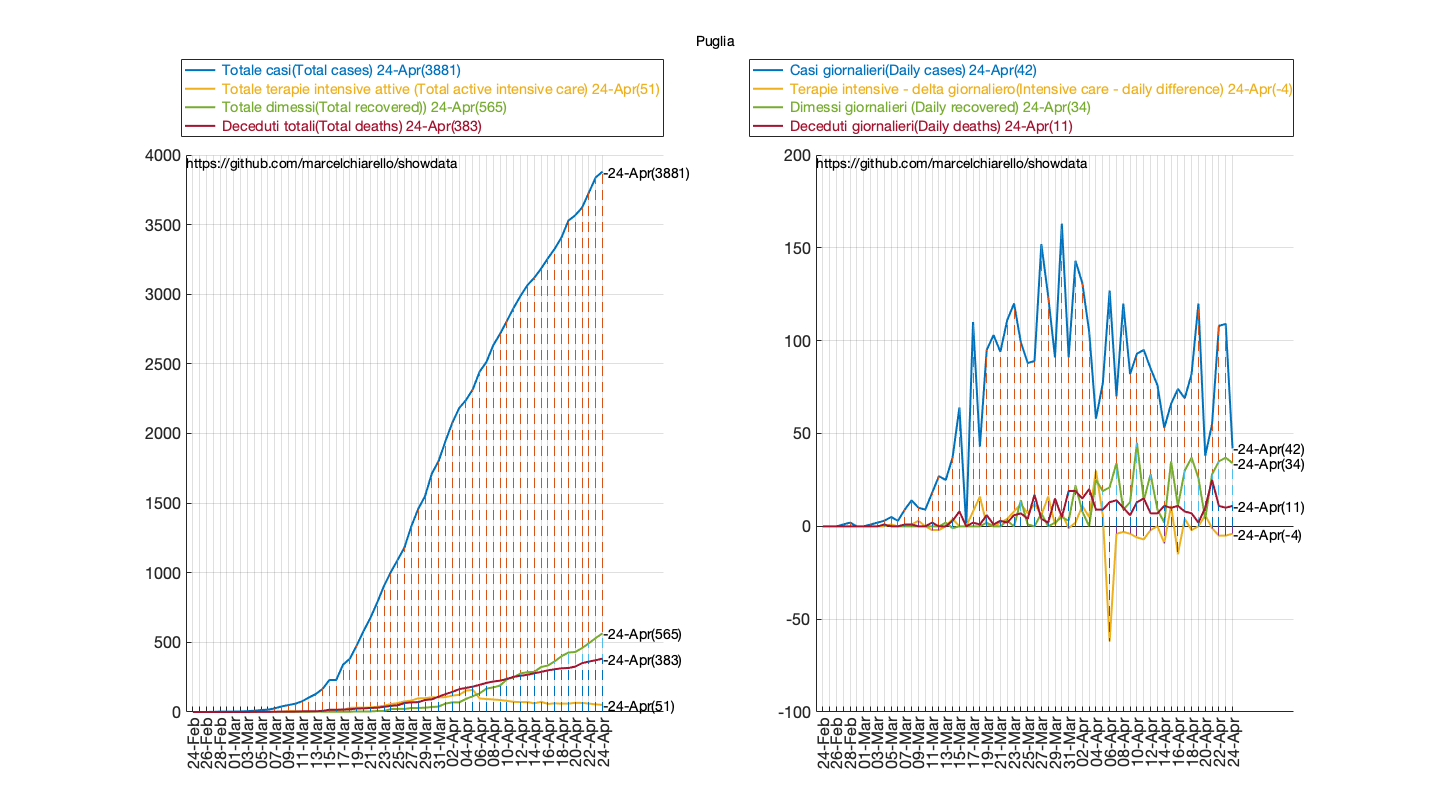 Puglia
Totale casi(Total cases) 24-Apr(3881)
Totale terapie intensive attive (Total active intensive care) 24-Apr(51)
Totale dimessi(Total recovered)) 24-Apr(565)
Deceduti totali(Total deaths) 24-Apr(383)
https://github.com/marcelchiarello/showdata
4000
3500
3000
2500
2000
1500
1000
500
0
-24-Apr(3881)
-24-Apr(565)
-24-Apr(383)
-24-Apr(51)
24-Feb
26-Feb
28-Feb
01-Mar
03-Mar
05-Mar
07-Mar
09-Mar
11-Mar
13-Mar
15-Mar
17-Mar
19-Mar
21-Mar
23-Mar
25-Mar
27-Mar
29-Mar
31-Mar
02-Apr
04-Apr
06-Apr
08-Apr
10-Apr
12-Apr
14-Apr
16-Apr
18-Apr
20-Apr
22-Apr
24-Apr
Casi giornalieri(Daily cases) 24-Apr(42)
Terapie intensive - delta giornaliero(Intensive care - daily difference) 24-Apr(-4)
Dimessi giornalieri (Daily recovered) 24-Apr(34)
Deceduti giornalieri(Daily deaths) 24-Apr(11)
https://github.com/marcelchiarello/showdata
200
150
100
50
0
-50
-100
-24-Apr(42)
-24-Apr(34)
-24-Apr(11)
-24-Apr(-4)
24-Feb
26-Feb
28-Feb
01-Mar
03-Mar
05-Mar
07-Mar
09-Mar
11-Mar
13-Mar
15-Mar
17-Mar
19-Mar
21-Mar
23-Mar
25-Mar
27-Mar
29-Mar
31-Mar
02-Apr
04-Apr
06-Apr
08-Apr
10-Apr
12-Apr
14-Apr
16-Apr
18-Apr
20-Apr
22-Apr
24-Apr